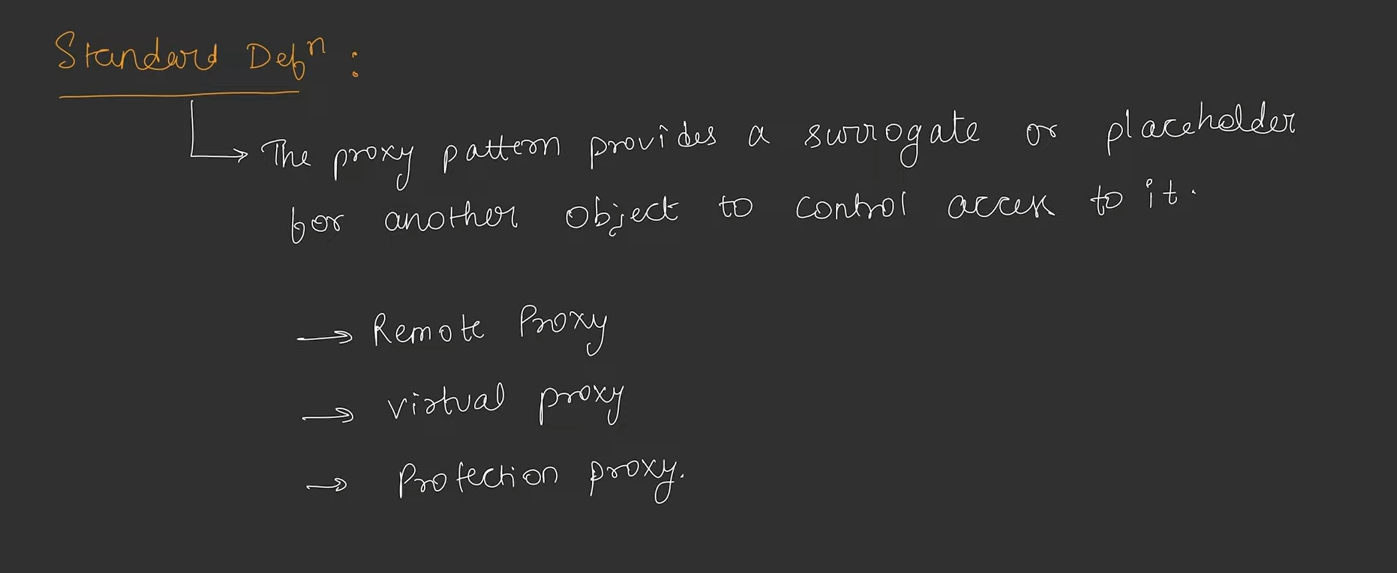 Standard Defⁿ :
The proxy pattern provides a surrogate or placeholder
for another object to control access to it.
→ Remote Proxy
→ virtual proxy
→ Protection proxy.